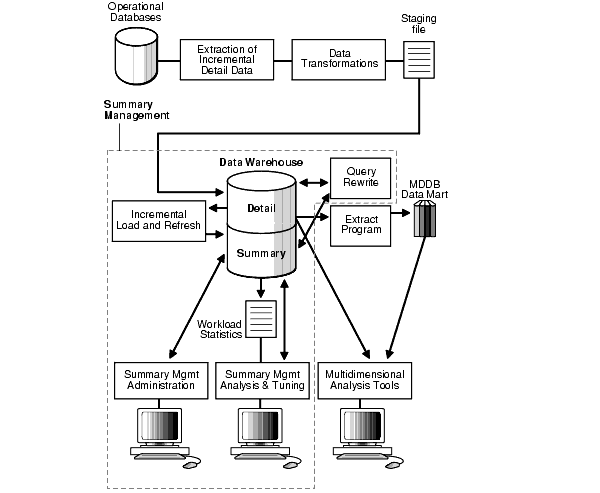 Operational
Databases
Staging
file
Extraction of
Incremental
Detail Data
Data
Transformations
Summary
Management
Data Warehouse
Query
Rewrite
MDDB
Data Mart
Detail
Incremental
Load and Refresh
Extract
Program
Summary
Workload
Statistics
Summary Mgmt
Administration
Summary Mgmt
Analysis & Tuning
Multidimensional
Analysis Tools